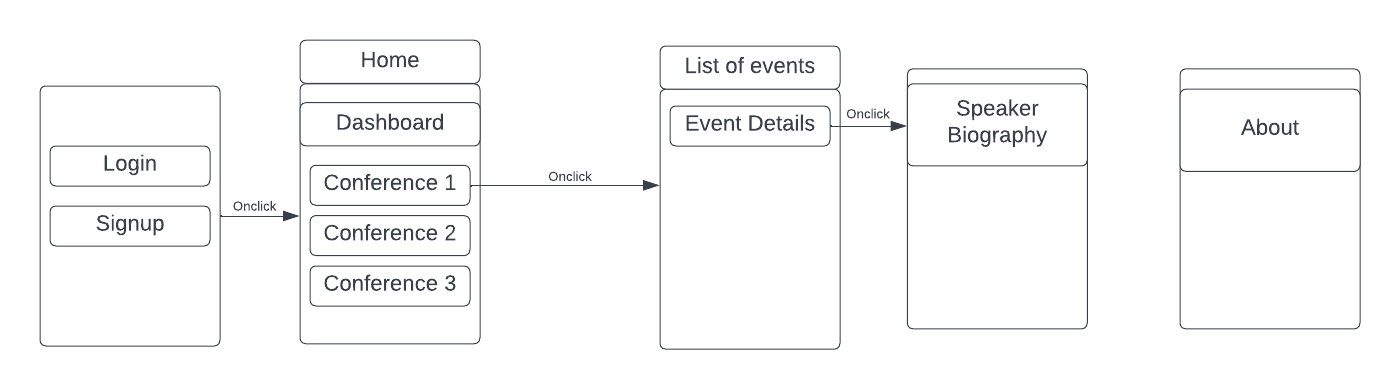 Login
Signup
Onclick
Home
Dashboard
Conference 1
Conference 2
Conference 3
Onclick
List of events
Event Details
Onclick
Speaker
Biography
About